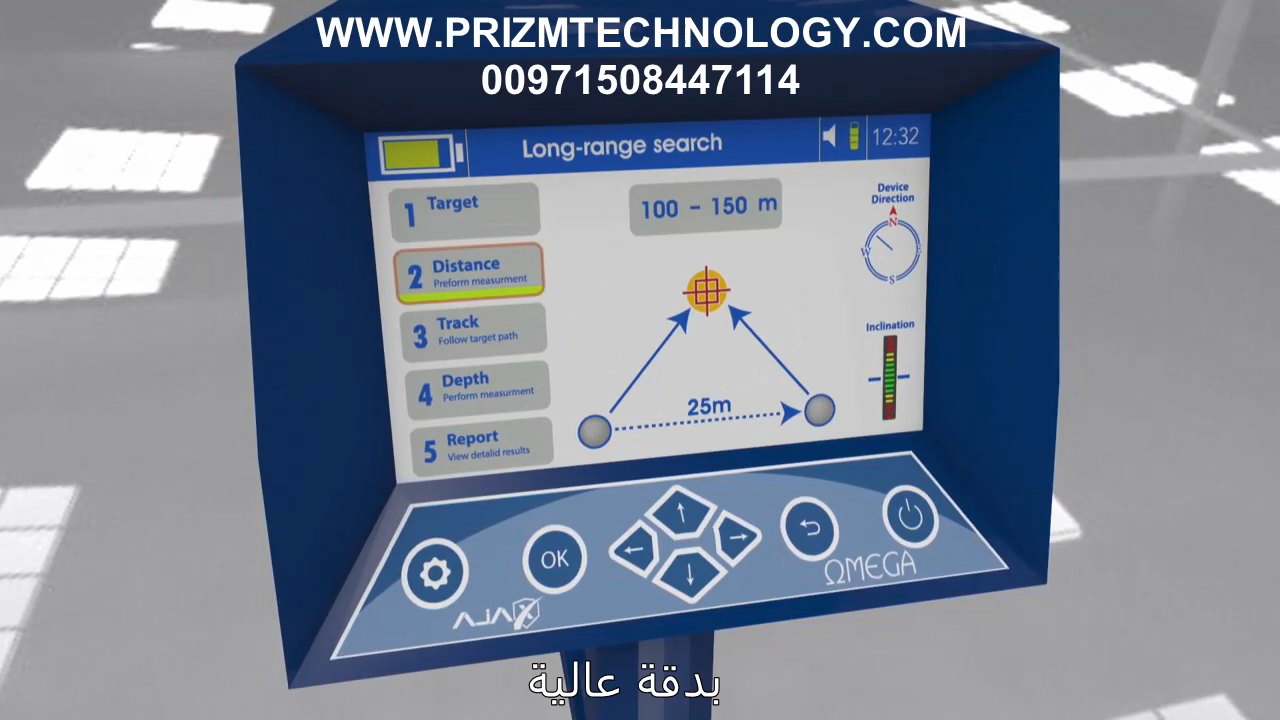 WWW.PRIZMTECHNOLOGY.COM
00971508447114
Long-range search
12:32
1 Target
100 - 150 m
Device
Direction
N
W
S
2 Distance
Preform measurment
3 Track
Follow target path
Inclination
4 Depth
Perform measurment
25m
5 Report
View detalid results
OK
AJAX
ΩMEGA
بدقة عالية